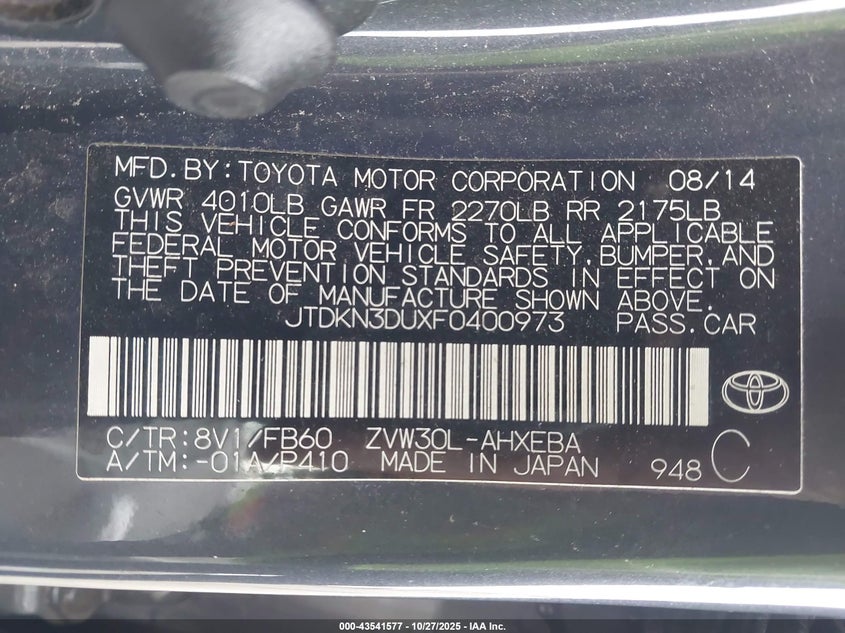 MFD.BY:TOYOTA MOTOR CORPORATION 08/14
GVWR 4010LB GAWR FR 2270LB RR 2175LB
THIS VEHICLE CONFORMS TO ALL APPLICABLE
FEDERAL MOTOR VEHICLE SAFETY,BUMPER,AND
THEFT PREVENTION STANDARDS IN EFFECT ON
THE DATE OF MANUFACTURE SHOWN ABOVE.
JTDKN3DUXF0400973 PASS.CAR
C/TR:8V1/FB60 ZVW30L-AHXEBA
A/TM:-01A/P410 MADE IN JAPAN 948 C
000-43541577 - 10/27/2025 - IAA Inc.